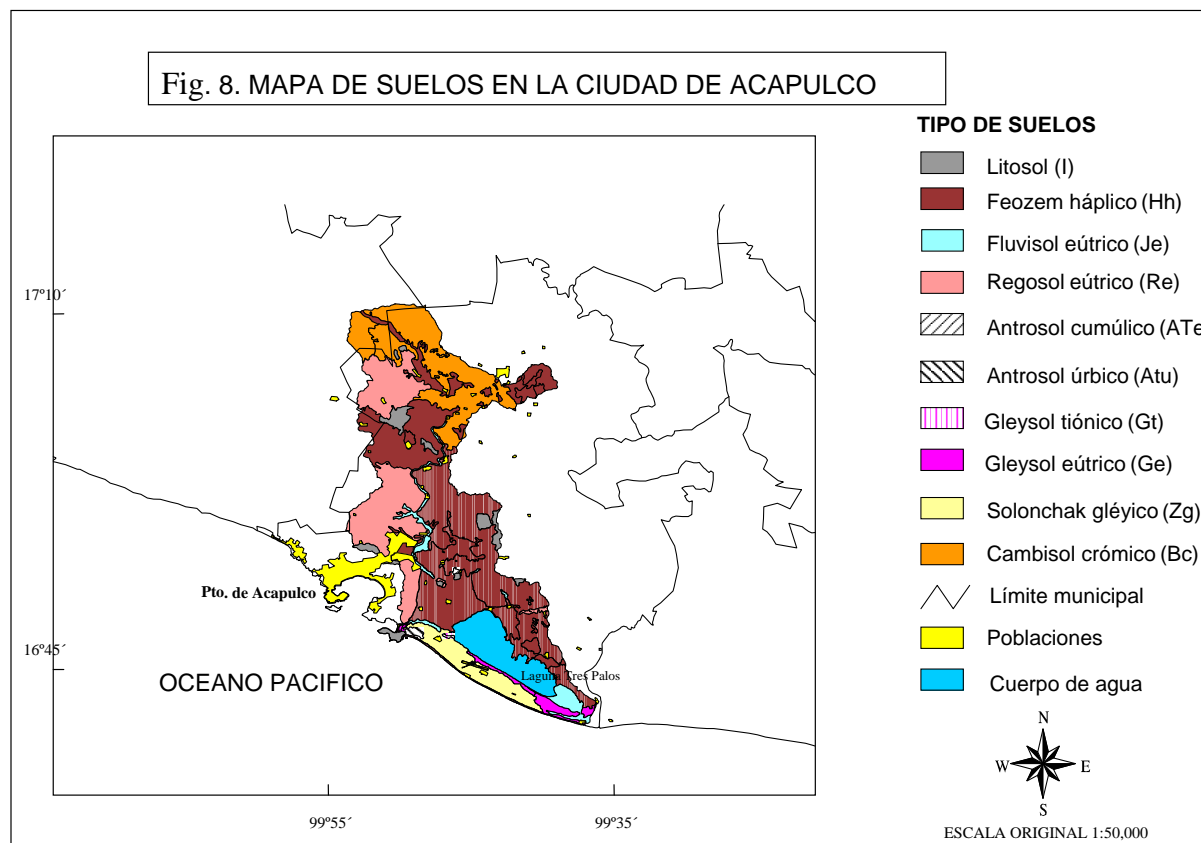 Fig. 8. MAPA DE SUELOS EN LA CIUDAD DE ACAPULCO
TIPO DE SUELOS
Litosol (I)
Feozem háplico (Hh)
Fluvisol eútrico (Je)
Regosol eútrico (Re)
Antrosol cumúlico (ATe
Antrosol úrbico (Atu)
Gleysol tiónico (Gt)
Gleysol eútrico (Ge)
Solonchak gléyico (Zg)
Cambisol crómico (Bc)
Límite municipal
Poblaciones
Cuerpo de agua
17º10´
16º45´
Pto. de Acapulco
OCEANO PACIFICO
Laguna Tres Palos
99º55´
99º35´
N
W
E
S
ESCALA ORIGINAL 1:50,000